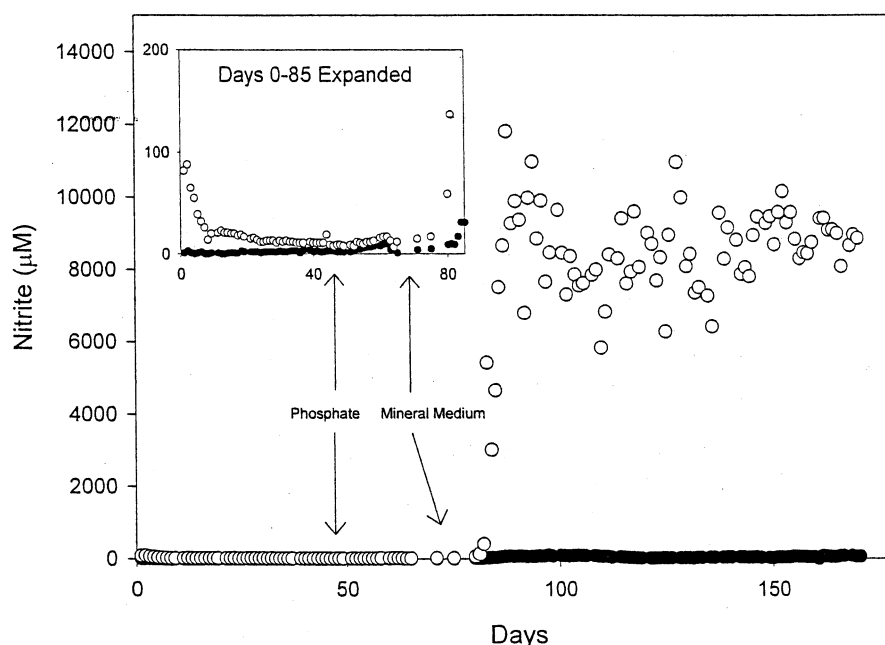 14000
12000
10000
8000
6000
4000
2000
0
Nitrite (µM)
200
100
0
Days 0-85 Expanded
0 40 80
Phosphate Mineral Medium
0 50 100 150
Days